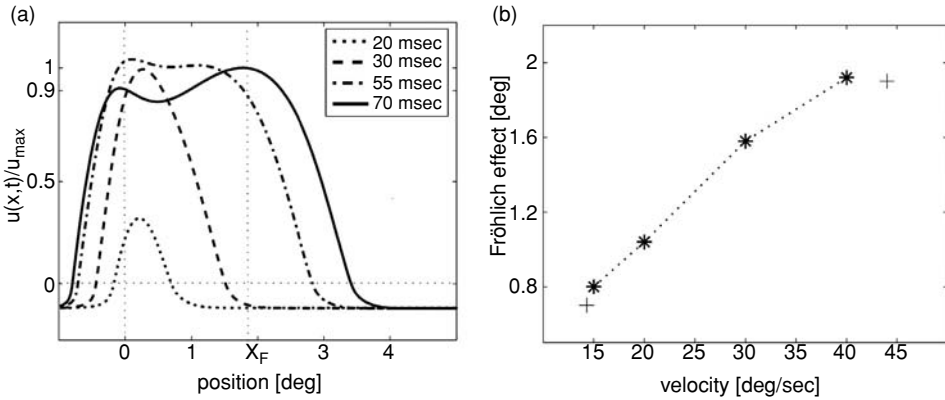 (a)
20 msec
30 msec
55 msec
70 msec
1
0.9
0.5
0
u(x,t)/u_max
0 1 X_F 3 4
position [deg]
(b)
2
1.6
1.2
0.8
Fröhlich effect [deg]
15 20 30 40 45
velocity [deg/sec]